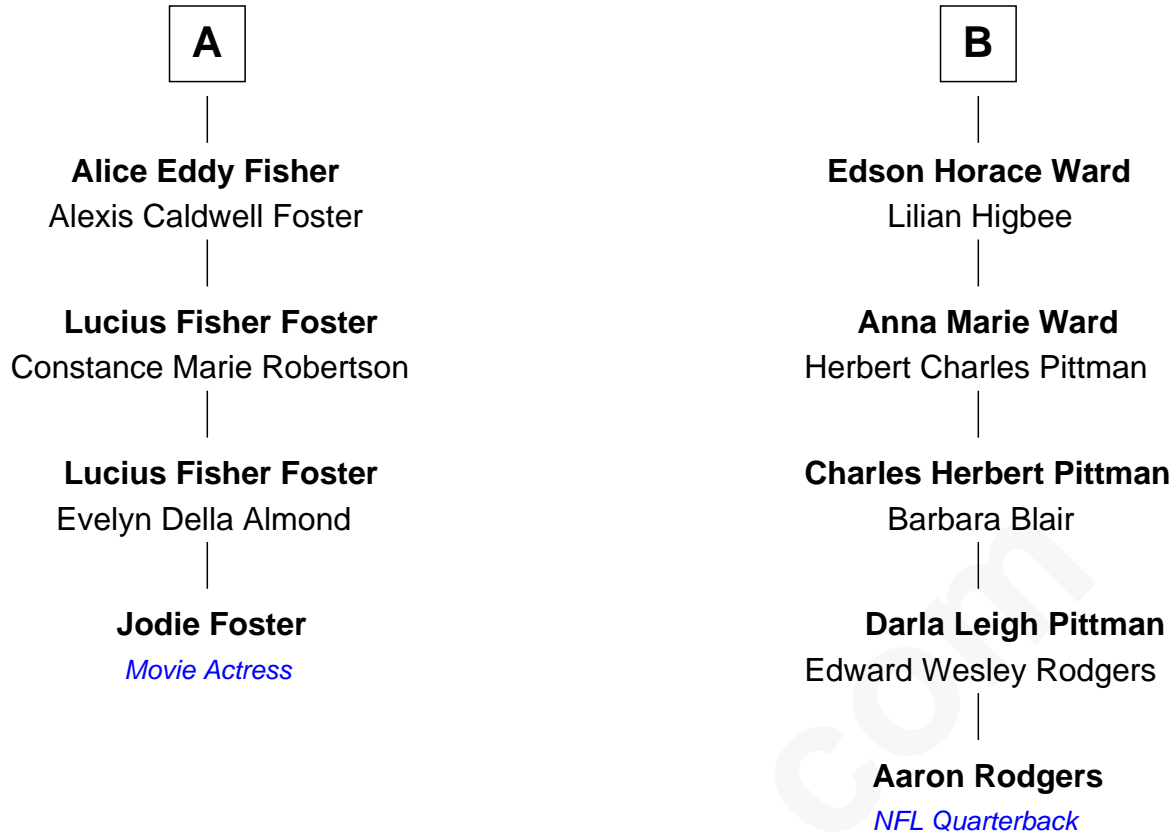 A
Alice Eddy Fisher
Alexis Caldwell Foster
Lucius Fisher Foster
Constance Marie Robertson
Lucius Fisher Foster
Evelyn Della Almond
Jodie Foster
Movie Actress
B
Edson Horace Ward
Lilian Higbee
Anna Marie Ward
Herbert Charles Pittman
Charles Herbert Pittman
Barbara Blair
Darla Leigh Pittman
Edward Wesley Rodgers
Aaron Rodgers
NFL Quarterback
com